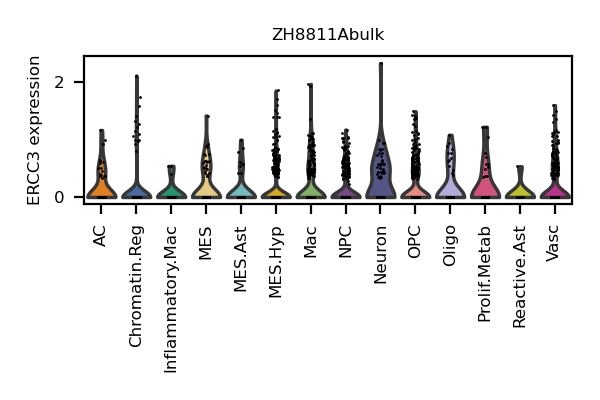 ZH8811Abulk
ERCC3 expression
2
0
AC
Chromatin.Reg
Inflammatory.Mac
MES
MES.Ast
MES.Hyp
Mac
NPC
Neuron
OPC
Oligo
Prolif.Metab
Reactive.Ast
Vasc